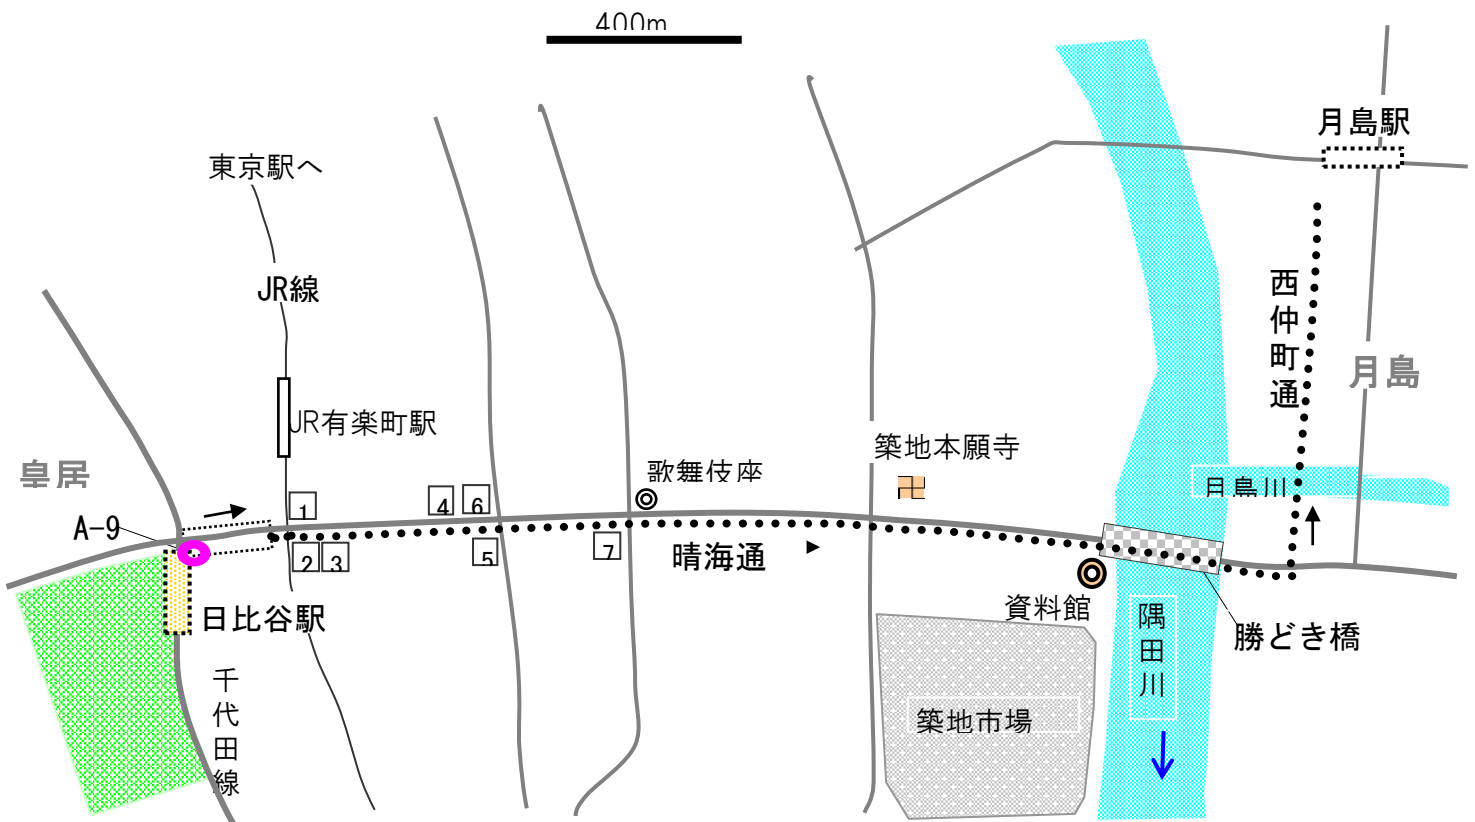 400m
月島駅
東京駅へ
JR線
西仲町通
月島
JR有楽町駅
築地本願寺
歌舞伎座
皇居
月島川
4
6
1
A-9
7
5
2
3
晴海通
資料館
日比谷駅
隅田川
勝どき橋
千代田線
築地市場